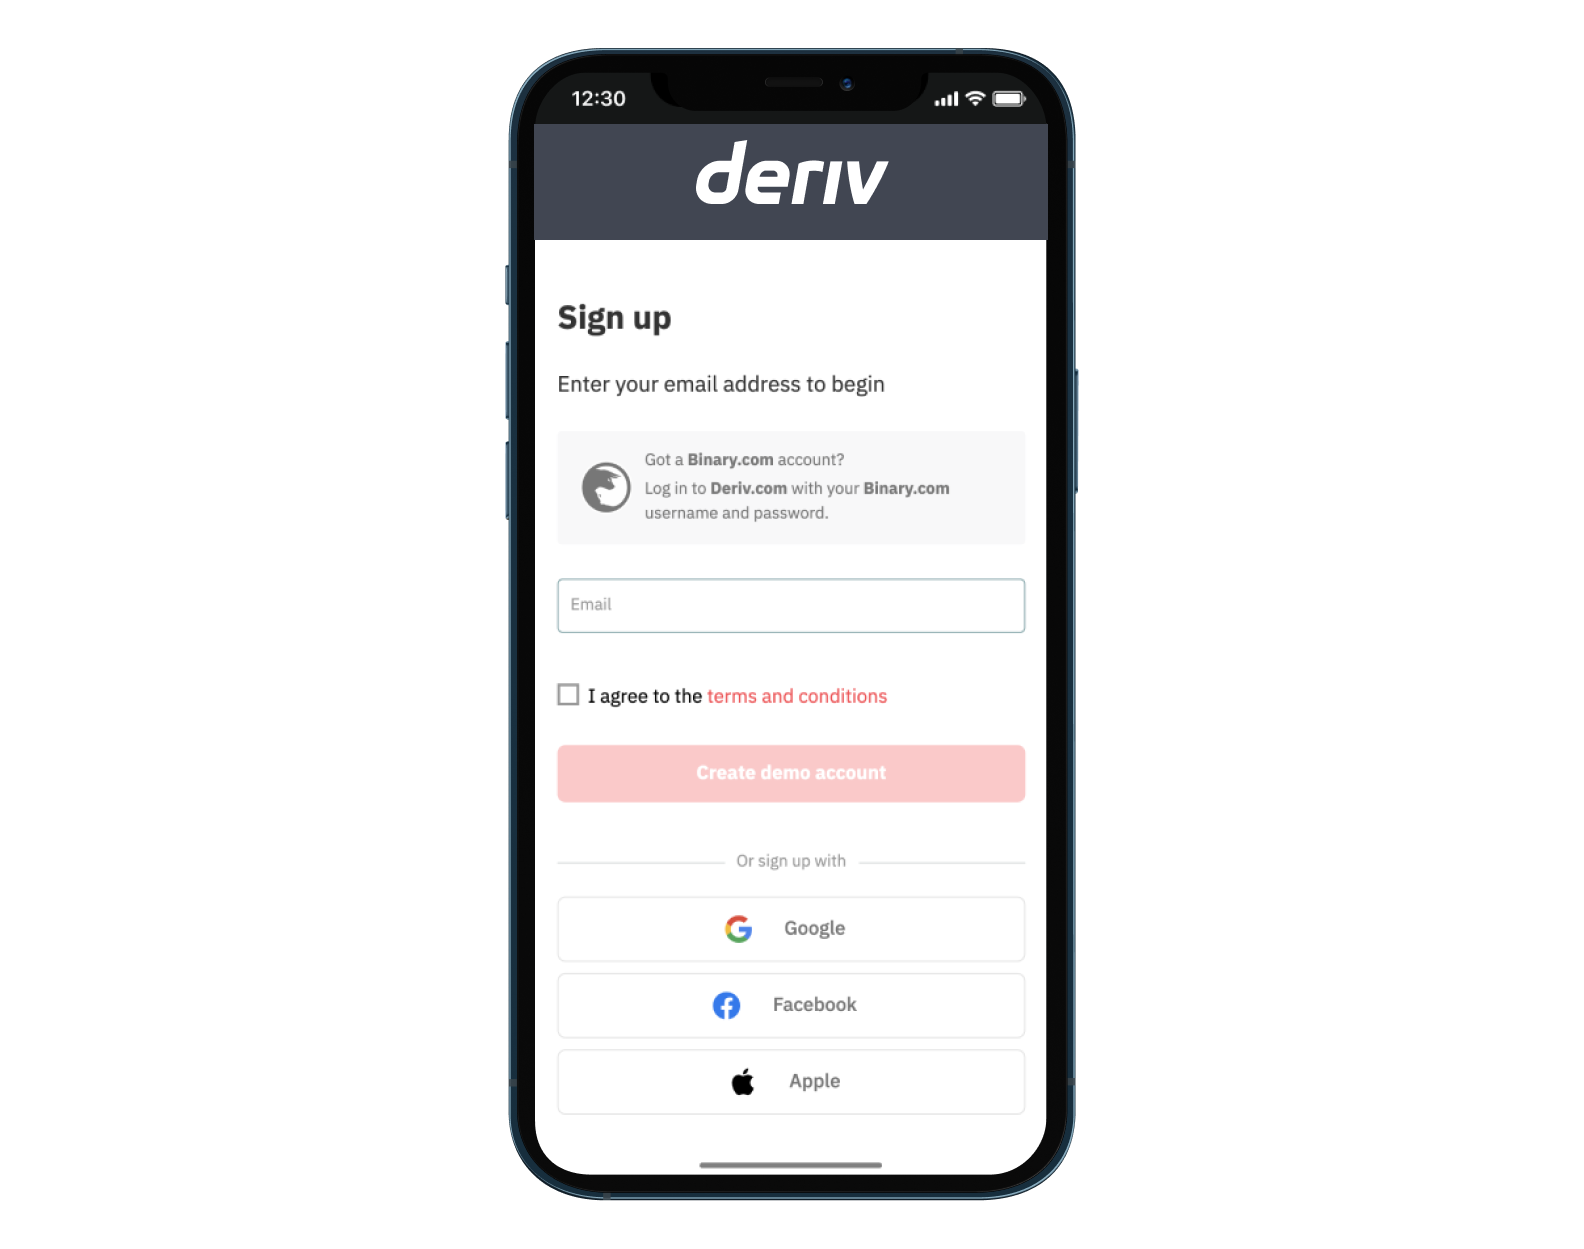 12:30
deriv
Sign up
Enter your email address to begin
Got a Binary.com account?
Log in to Deriv.com with your Binary.com
username and password.
Email
I agree to the terms and conditions
Create demo account
Or sign up with
Google
Facebook
Apple